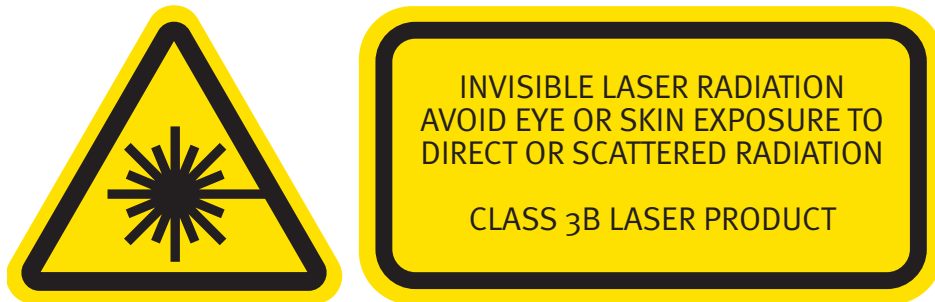 INVISIBLE LASER RADIATION
AVOID EYE OR SKIN EXPOSURE TO
DIRECT OR SCATTERED RADIATION
CLASS 3B LASER PRODUCT